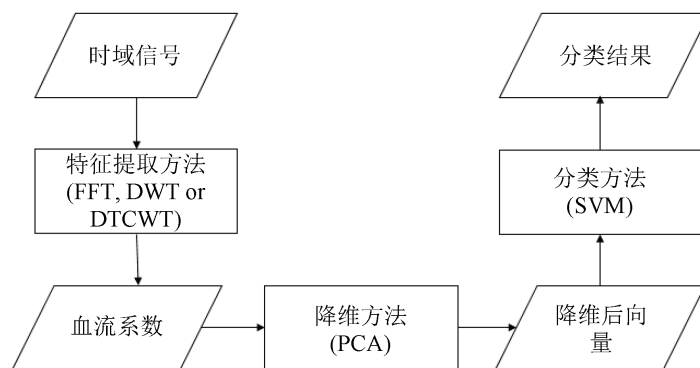 时域信号
特征提取方法
(FFT, DWT or
DTCWT)
血流系数
降维方法
(PCA)
降维后向
量
分类方法
(SVM)
分类结果